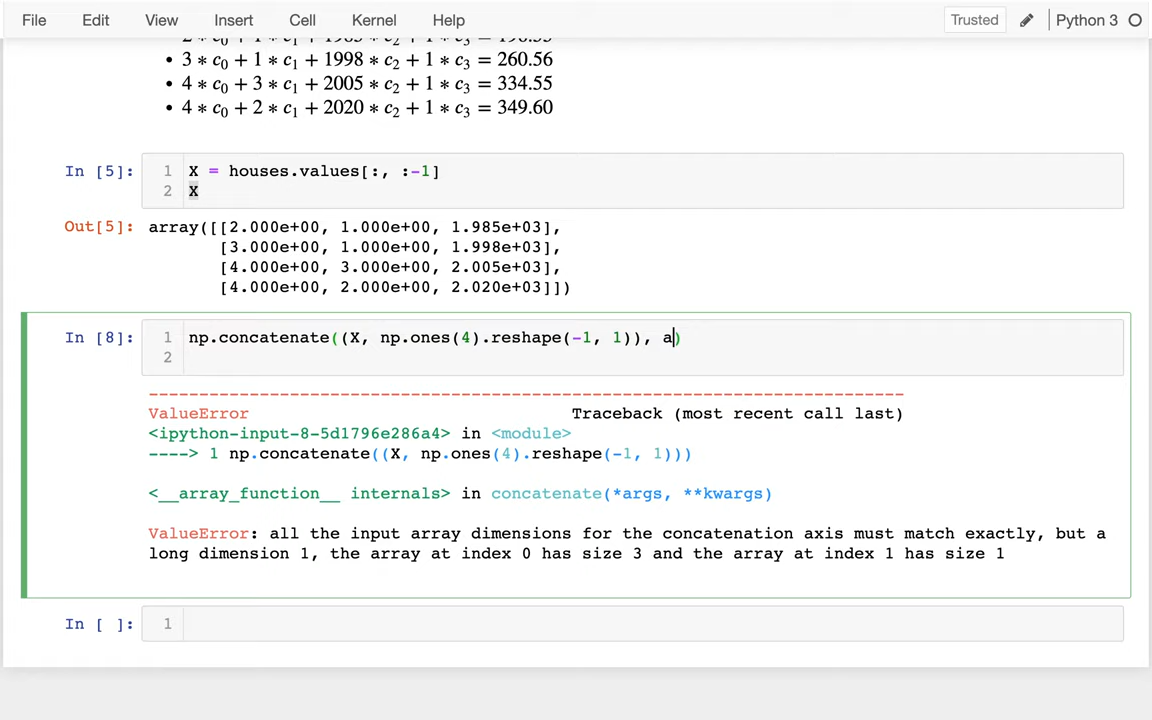 File Edit View Insert Cell Kernel Help Trusted Python 3
• 3 ∗ c₀ + 1 ∗ c₁ + 1998 ∗ c₂ + 1 ∗ c₃ = 260.56
• 4 ∗ c₀ + 3 ∗ c₁ + 2005 ∗ c₂ + 1 ∗ c₃ = 334.55
• 4 ∗ c₀ + 2 ∗ c₁ + 2020 ∗ c₂ + 1 ∗ c₃ = 349.60
In [5]: 1 X = houses.values[:, :-1]
2 X
Out[5]: array([[2.000e+00, 1.000e+00, 1.985e+03],
[3.000e+00, 1.000e+00, 1.998e+03],
[4.000e+00, 3.000e+00, 2.005e+03],
[4.000e+00, 2.000e+00, 2.020e+03]])
In [8]: 1 np.concatenate((X, np.ones(4).reshape(-1, 1)), a)
2
---------------------------------------------------------------------------
ValueError Traceback (most recent call last)
<ipython-input-8-5d1796e286a4> in <module>
----> 1 np.concatenate((X, np.ones(4).reshape(-1, 1)))
<__array_function__ internals> in concatenate(*args, **kwargs)
ValueError: all the input array dimensions for the concatenation axis must match exactly, but a
long dimension 1, the array at index 0 has size 3 and the array at index 1 has size 1
In [ ]: 1